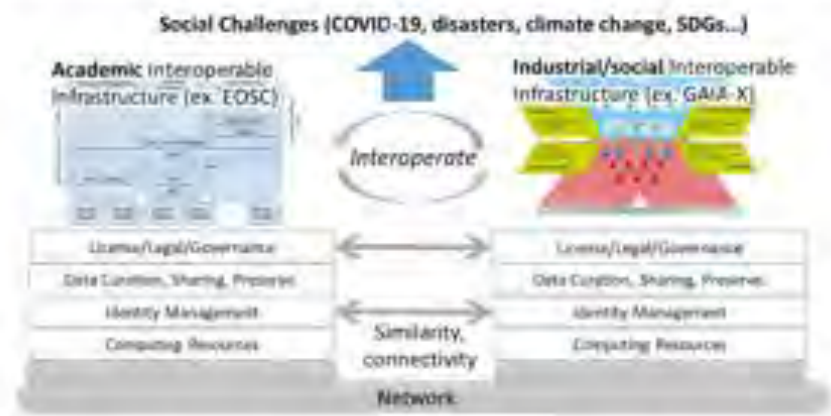 Social Challenges (COVID-19, disasters, climate change, SDGs...)
Academic Interoperable
Infrastructure (ex. EOSC)
Industrial/social Interoperable
Infrastructure (ex. GAIA-X)
Interoperate
License/Legal/Governance
License/Legal/Governance
Data Curation, Sharing, Preserve
Data Curation, Sharing, Preserve
Identity Management
Identity Management
Similarity,
connectivity
Computing Resources
Computing Resources
Network